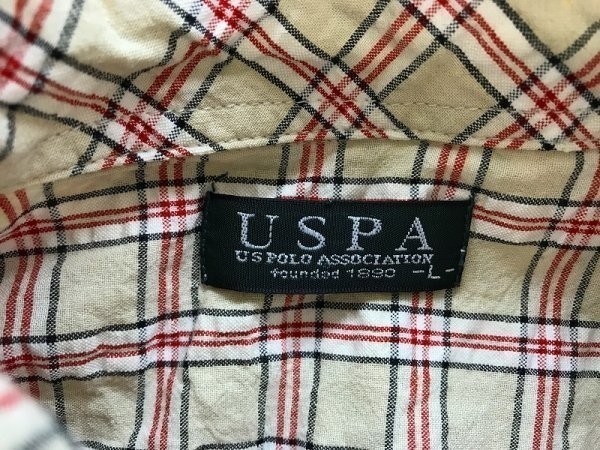 USPA
US POLO ASSOCIATION
founded 1890 -L-